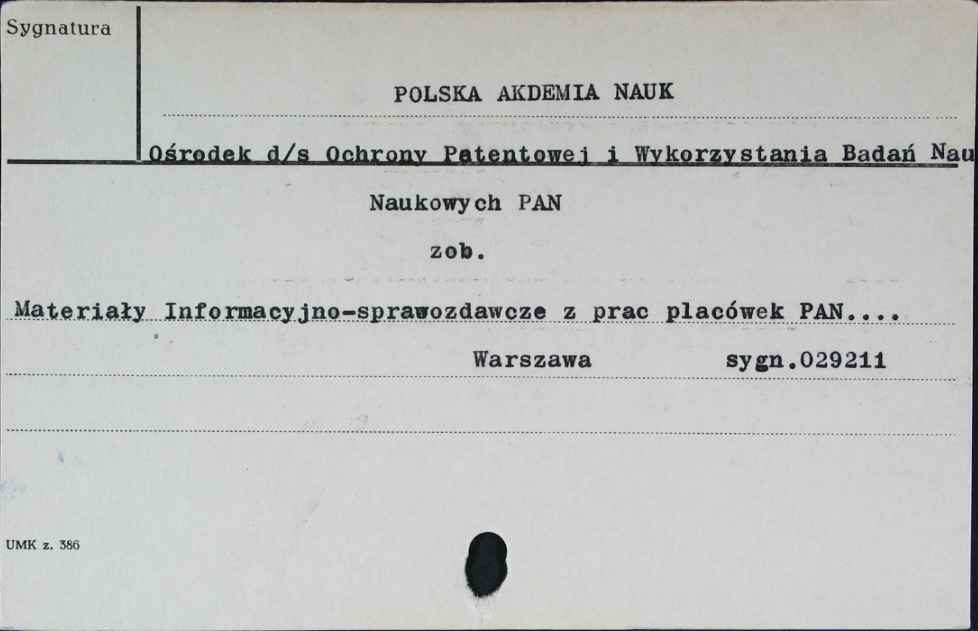 Sygnatura
POLSKA AKDEMIA NAUK
Ośrodek d/s Ochrony Patentowej i Wykorzystania Badań Nau
Naukowych PAN
zob.
Materiały Informacyjno-sprawozdawcze z prac placówek PAN....
Warszawa sygn.029211
UMK z. 386